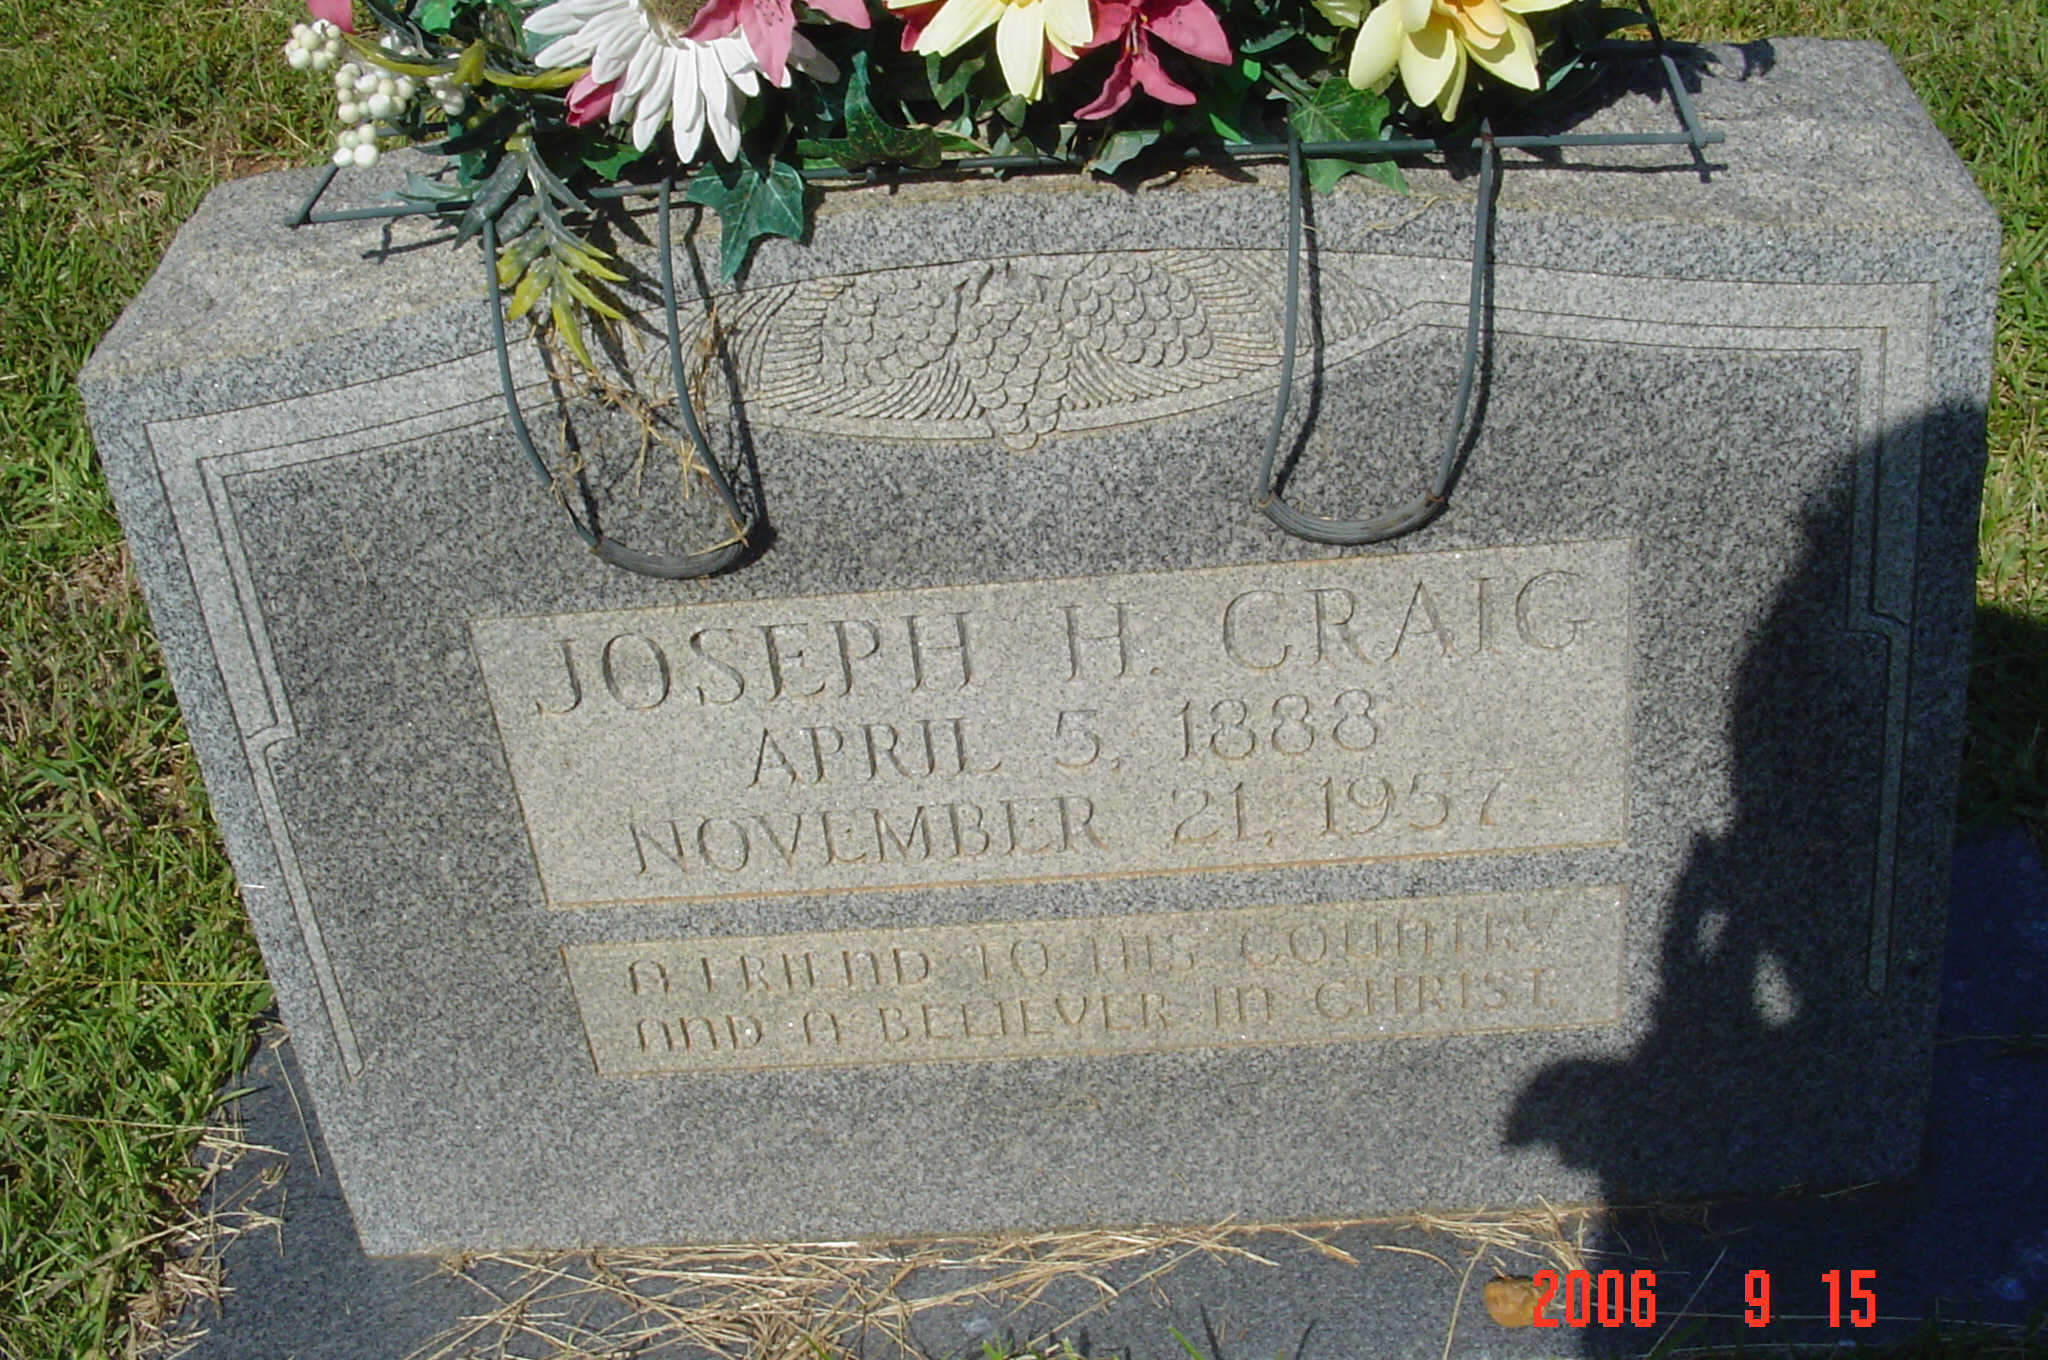 JOSEPH H. CRAIG
APRIL 5, 1888
NOVEMBER 21, 1957
A FRIEND TO HIS COUNTRY
AND A BELIEVER IN CHRIST.
2006 9 15